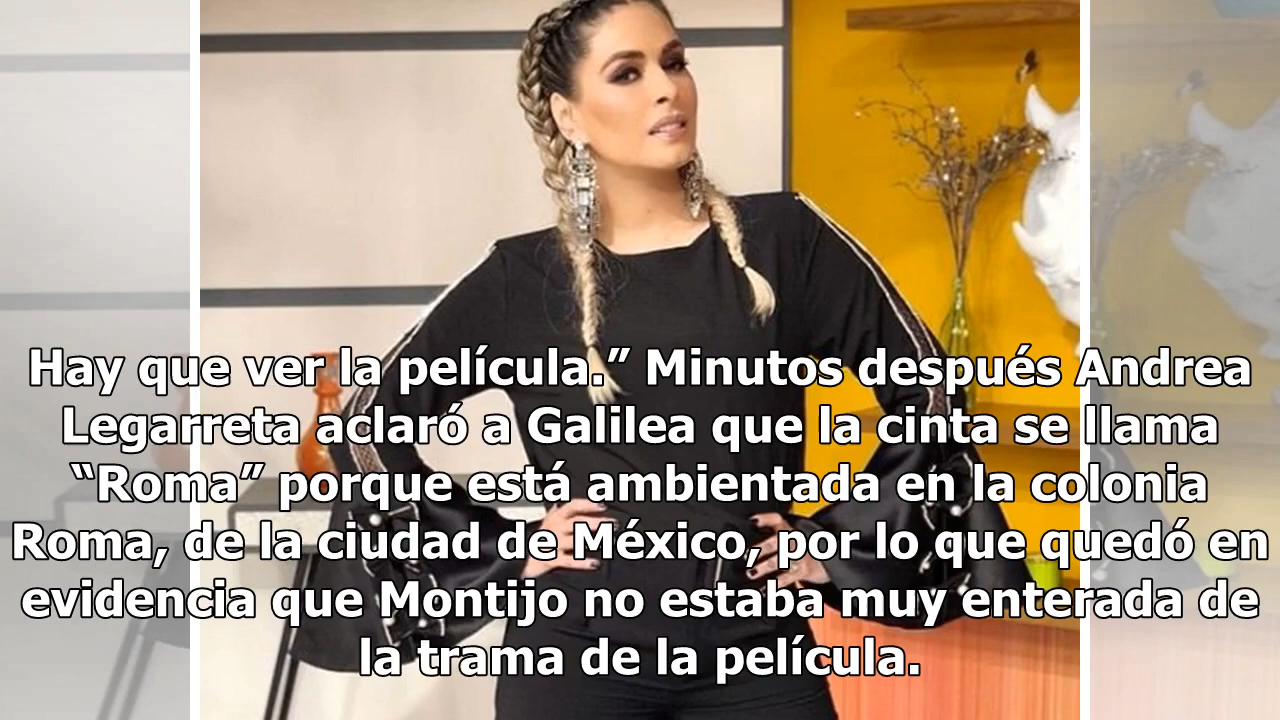 Hay que ver la película.” Minutos después Andrea
Legarreta aclaró a Galilea que la cinta se llama
“Roma” porque está ambientada en la colonia
Roma, de la ciudad de México, por lo que quedó en
evidencia que Montijo no estaba muy enterada de
la trama de la película.